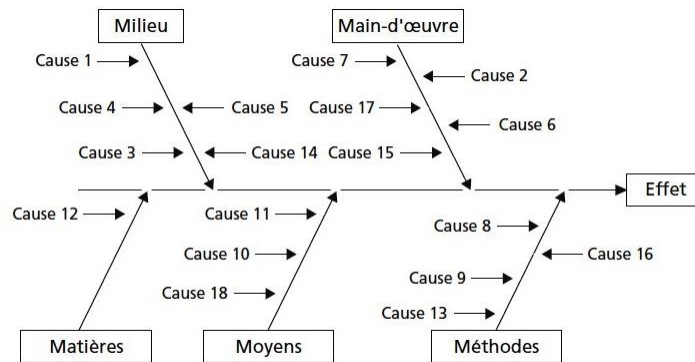 Milieu
Main-d'œuvre
Cause 1
Cause 7
Cause 2
Cause 4
Cause 5
Cause 17
Cause 6
Cause 3
Cause 14
Cause 15
Effet
Cause 12
Cause 11
Cause 8
Cause 10
Cause 16
Cause 9
Cause 18
Cause 13
Matières
Moyens
Méthodes